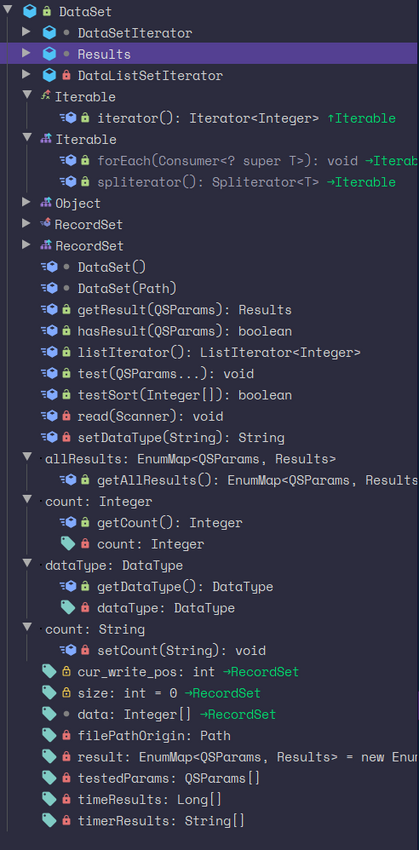 DataSet
DataSetIterator
Results
DataListSetIterator
Iterable
iterator(): Iterator<Integer> ↑Iterable
Iterable
forEach(Consumer<? super T>): void →Iterab
spliterator(): Spliterator<T> →Iterable
Object
RecordSet
RecordSet
DataSet()
DataSet(Path)
getResult(QSParams): Results
hasResult(QSParams): boolean
listIterator(): ListIterator<Integer>
test(QSParams...): void
testSort(Integer[]): boolean
read(Scanner): void
setDataType(String): String
allResults: EnumMap<QSParams, Results>
getAllResults(): EnumMap<QSParams, Results
count: Integer
getCount(): Integer
count: Integer
dataType: DataType
getDataType(): DataType
dataType: DataType
count: String
setCount(String): void
cur_write_pos: int →RecordSet
size: int = 0 →RecordSet
data: Integer[] →RecordSet
filePathOrigin: Path
result: EnumMap<QSParams, Results> = new Enum
testedParams: QSParams[]
timeResults: Long[]
timerResults: String[]